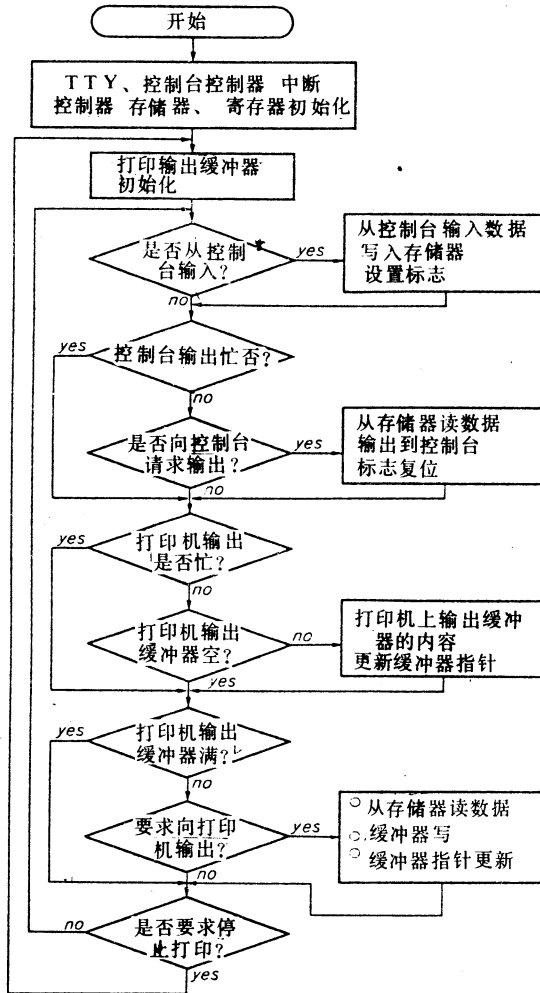 开始
TTY、控制台控制器 中断
控制器 存储器、 寄存器初始化
打印输出缓冲器
初始化
是否从控制
台输入?
yes
从控制台输入数据
写入存储器
设置标志
no
yes
控制台输出忙否?
no
是否向控制台
请求输出?
yes
从存储器读数据
输出到控制台
标志复位
no
yes
打印机输出
是否忙?
no
打印机输出
缓冲器空?
no
打印机上输出缓冲
器的内容
更新缓冲器指针
yes
yes
打印机输出
缓冲器满?
no
要求向打印
机输出?
yes
○从存储器读数据
○缓冲器写
○缓冲器指针更新
no
no
是否要求停
止打印?
yes